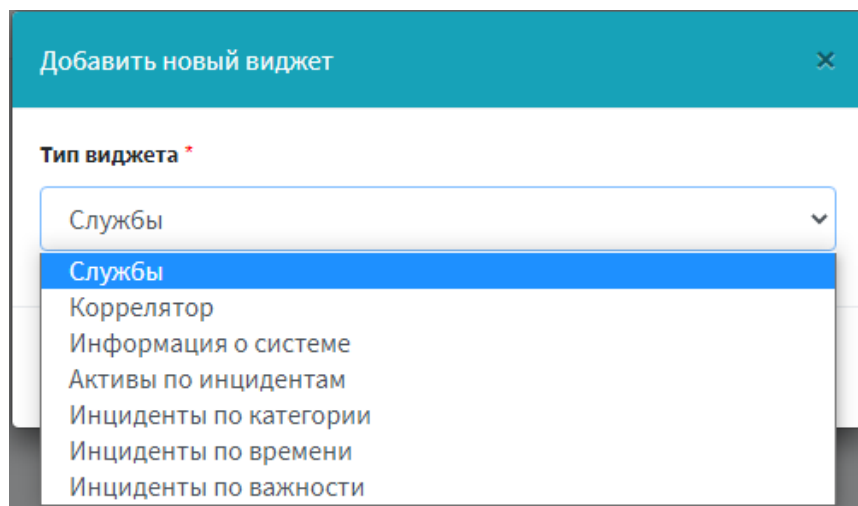 Добавить новый виджет ×
Тип виджета *
Службы
Службы
Коррелятор
Информация о системе
Активы по инцидентам
Инциденты по категории
Инциденты по времени
Инциденты по важности